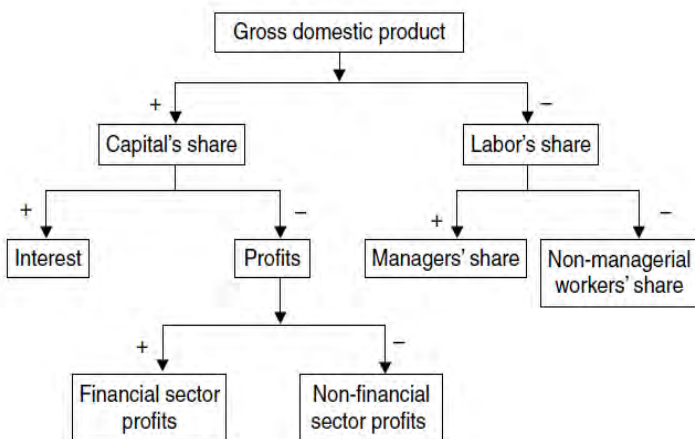 Gross domestic product
+
–
Capital's share
Labor's share
+
–
+
–
Interest
Profits
Managers' share
Non-managerial
workers' share
+
–
Financial sector
profits
Non-financial
sector profits